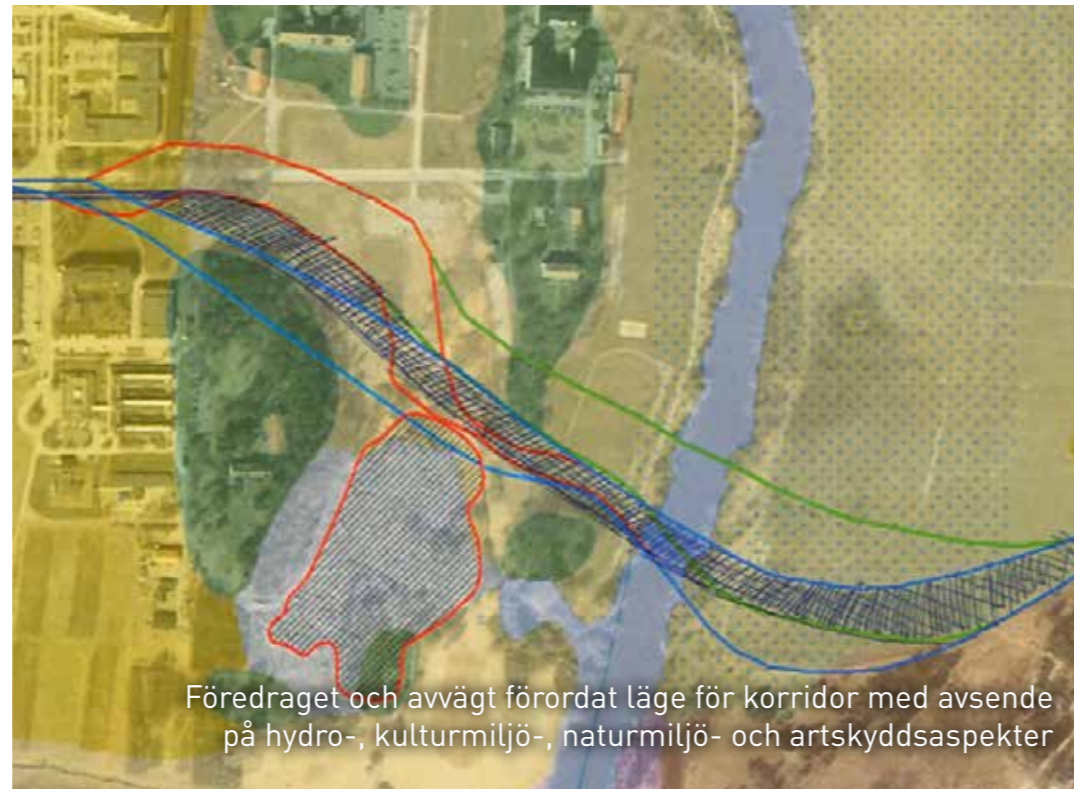 Föredraget och avvägt förordat läge för korridor med avsende
på hydro-, kulturmiljö-, naturmiljö- och artskyddsaspekter